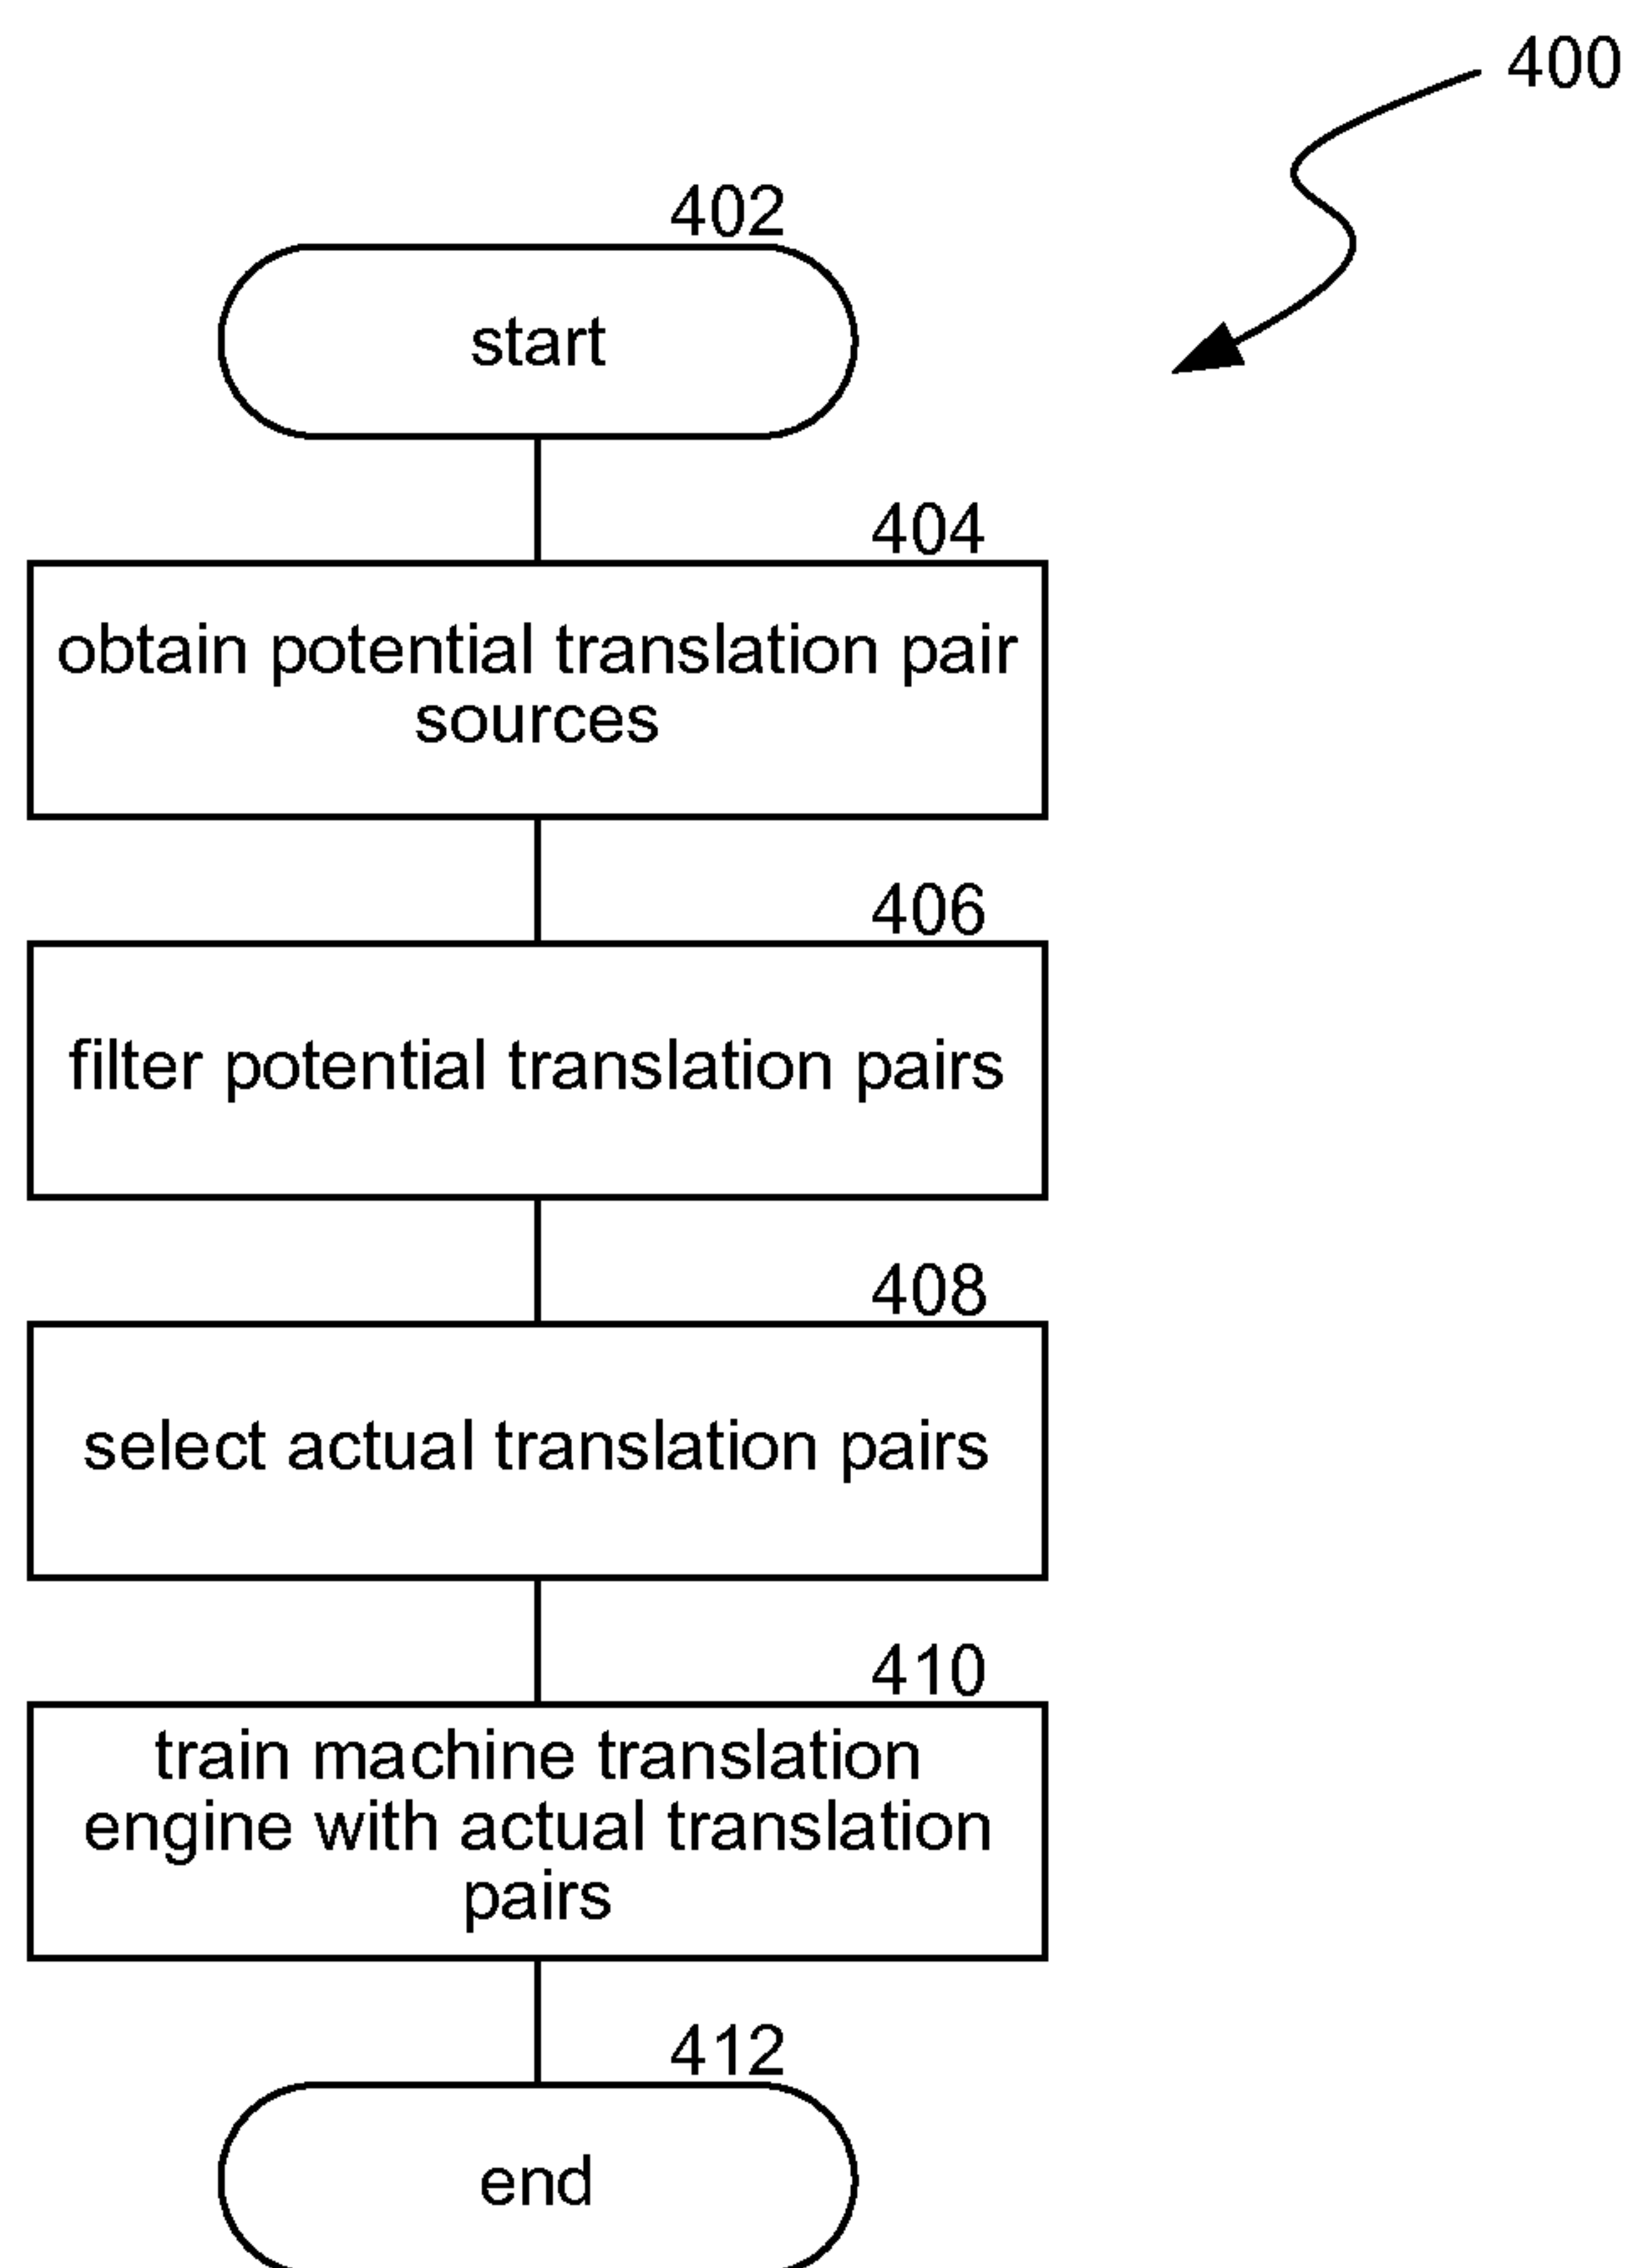 400
402
start
404
obtain potential translation pair
sources
406
filter potential translation pairs
408
select actual translation pairs
410
train machine translation
engine with actual translation
pairs
412
end